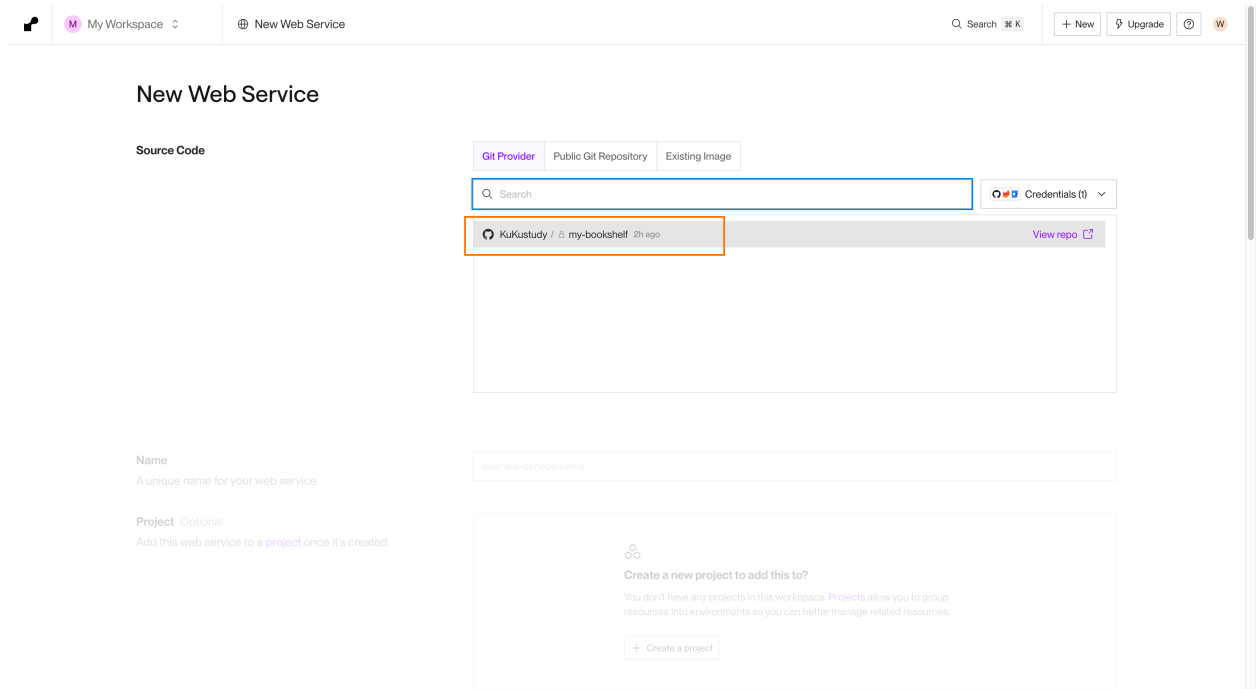 M My Workspace
New Web Service
Search ⌘ K
+ New
Upgrade
W
New Web Service
Source Code
Git Provider
Public Git Repository
Existing Image
Search
Credentials (1)
KuKustudy / my-bookshelf 2h ago
View repo
Name
A unique name for your web service.
example-service-name
Project Optional
Add this web service to a project once it's created.
Create a new project to add this to?
You don't have any projects in this workspace. Projects allow you to group
resources into environments so you can better manage related resources.
+ Create a project